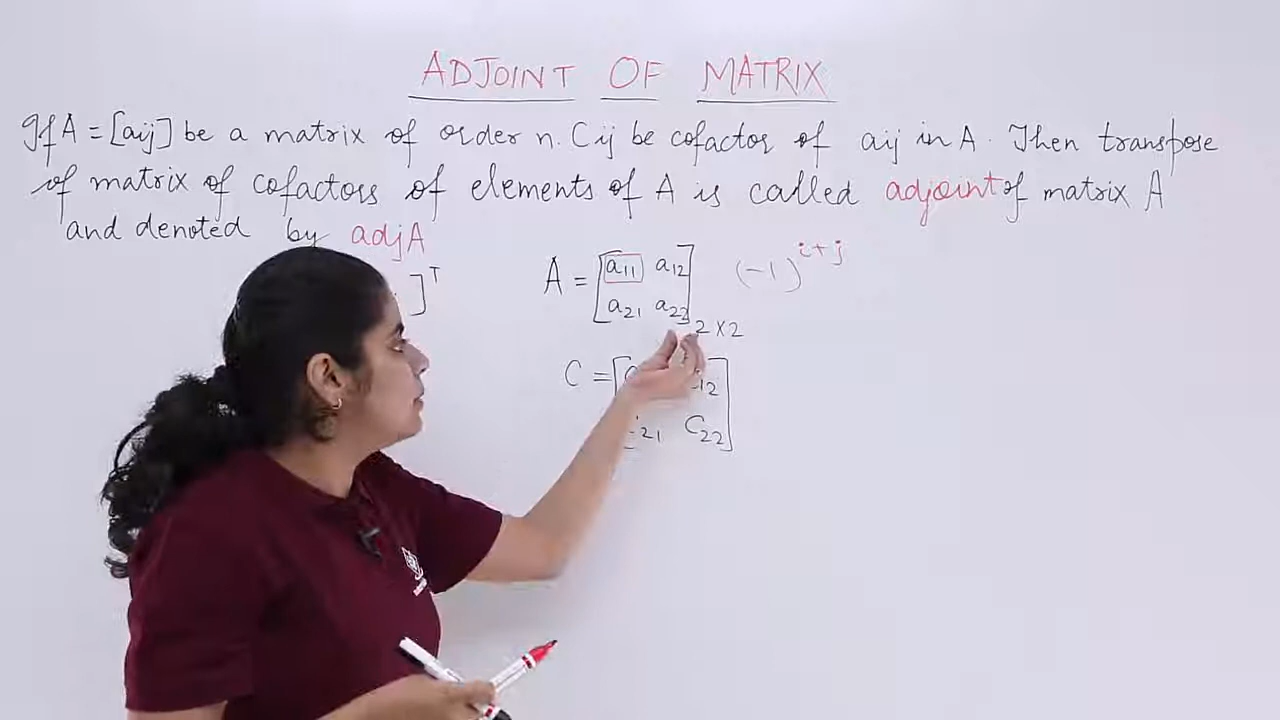 ADJOINT OF MATRIX
If A = [aij] be a matrix of order n. Cij be cofactor of aij in A. Then transpose
of matrix of cofactors of elements of A is called adjoint of matrix A
and denoted by adjA
]ᵀ
A = [a₁₁ a₁₂
a₂₁ a₂₂]₂ₓ₂
(-1)^(i+j)
C = [
C₂₁ C₂₂]